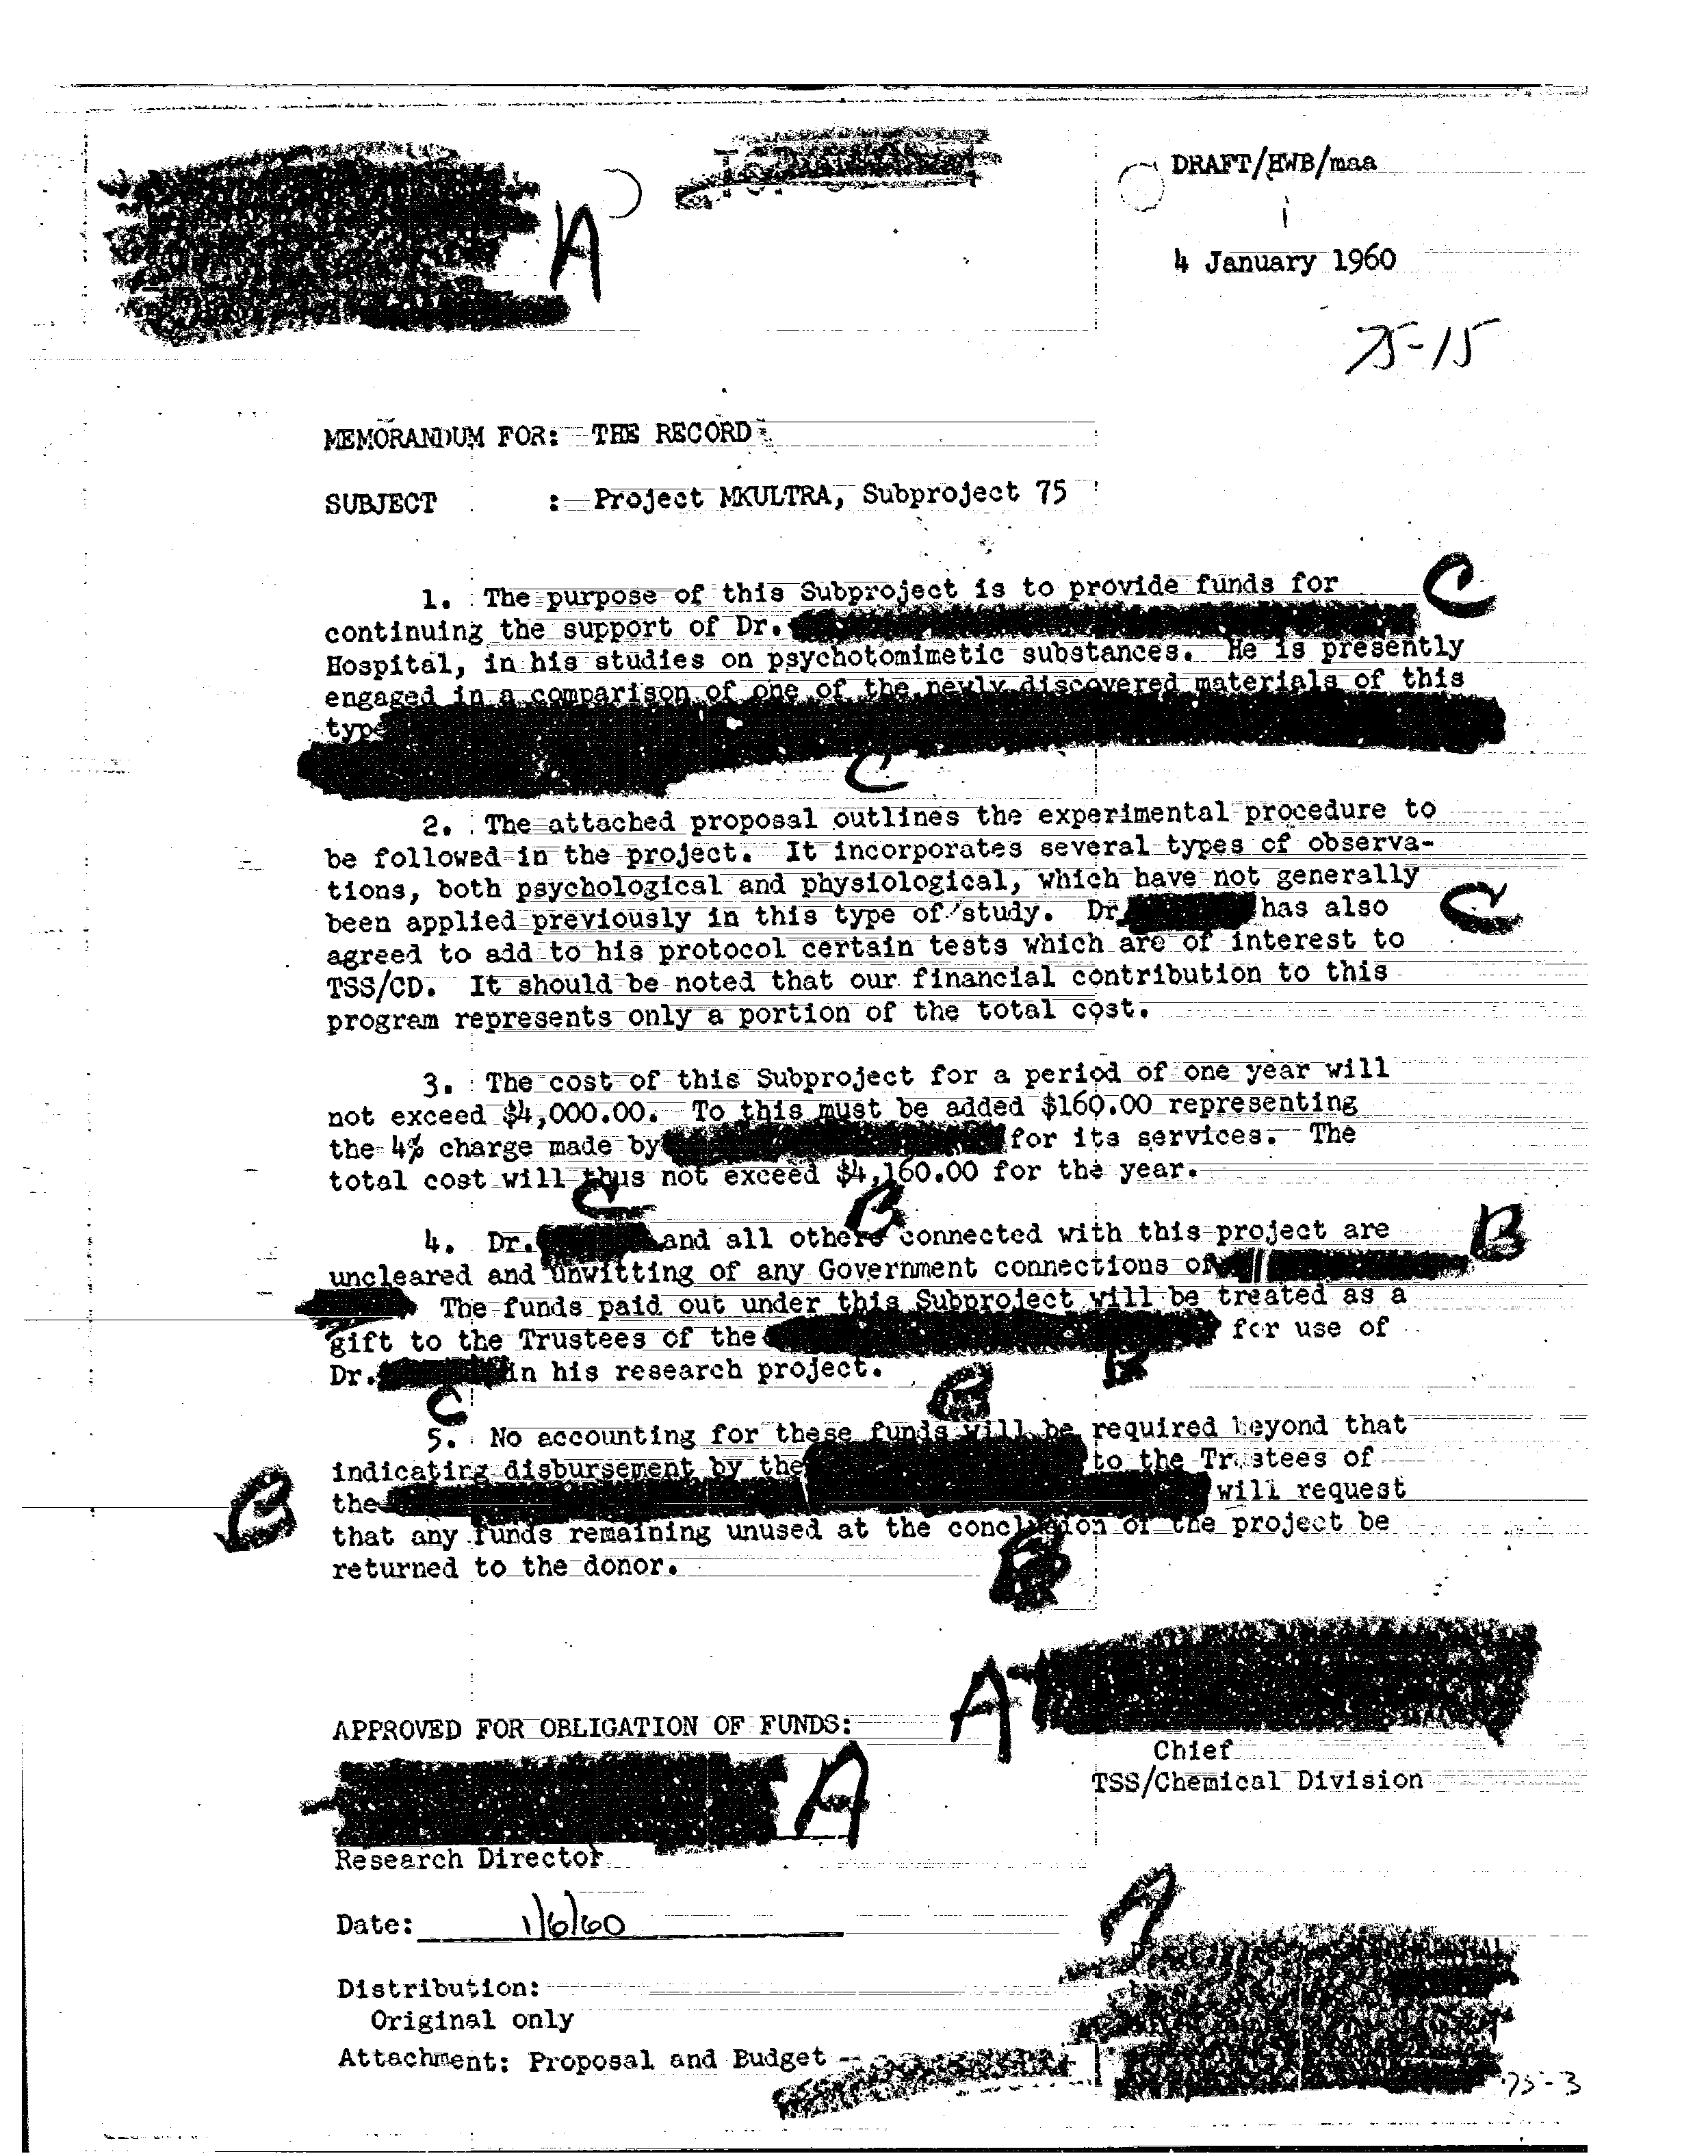 A
DRAFT/HWB/maa
4 January 1960
75-15
MEMORANDUM FOR: THE RECORD
SUBJECT : Project MKULTRA, Subproject 75
1. The purpose of this Subproject is to provide funds for
C
continuing the support of Dr.
Hospital, in his studies on psychotomimetic substances. He is presently
engaged in a comparison of one of the newly discovered materials of this
type
C
2. The attached proposal outlines the experimental procedure to
be followed in the project. It incorporates several types of observa-
tions, both psychological and physiological, which have not generally
been applied previously in this type of study. Dr. has also
C
agreed to add to his protocol certain tests which are of interest to
TSS/CD. It should be noted that our financial contribution to this
program represents only a portion of the total cost.
3. The cost of this Subproject for a period of one year will
not exceed $4,000.00. To this must be added $160.00 representing
the 4% charge made by for its services. The
total cost will thus not exceed $4,160.00 for the year.
C B
4. Dr. and all others connected with this project are
B
uncleared and unwitting of any Government connections of
The funds paid out under this Subproject will be treated as a
gift to the Trustees of the for use of
Dr. in his research project.
C
5. No accounting for these funds will be required beyond that
indicating disbursement by the to the Trustees of
the will request
B
that any funds remaining unused at the conclusion of the project be
returned to the donor.
A
APPROVED FOR OBLIGATION OF FUNDS:
Chief
TSS/Chemical Division
A
Research Director
Date: 1/6/60
A
Distribution:
Original only
Attachment: Proposal and Budget
75-3